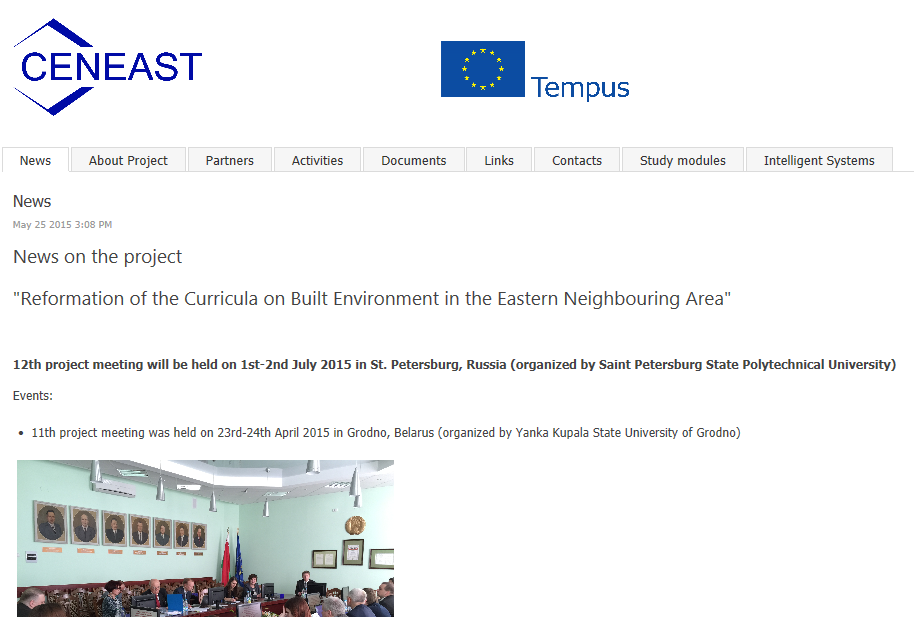 CENEAST
Tempus
News About Project Partners Activities Documents Links Contacts Study modules Intelligent Systems
News
May 25 2015 3:08 PM
News on the project
"Reformation of the Curricula on Built Environment in the Eastern Neighbouring Area"
12th project meeting will be held on 1st-2nd July 2015 in St. Petersburg, Russia (organized by Saint Petersburg State Polytechnical University)
Events:
• 11th project meeting was held on 23rd-24th April 2015 in Grodno, Belarus (organized by Yanka Kupala State University of Grodno)